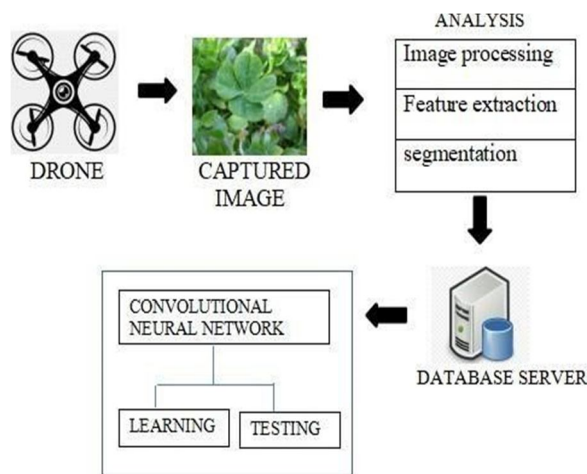 ANALYSIS
Image processing
Feature extraction
segmentation
DRONE
CAPTURED
IMAGE
DATABASE SERVER
CONVOLUTIONAL
NEURAL NETWORK
LEARNING
TESTING